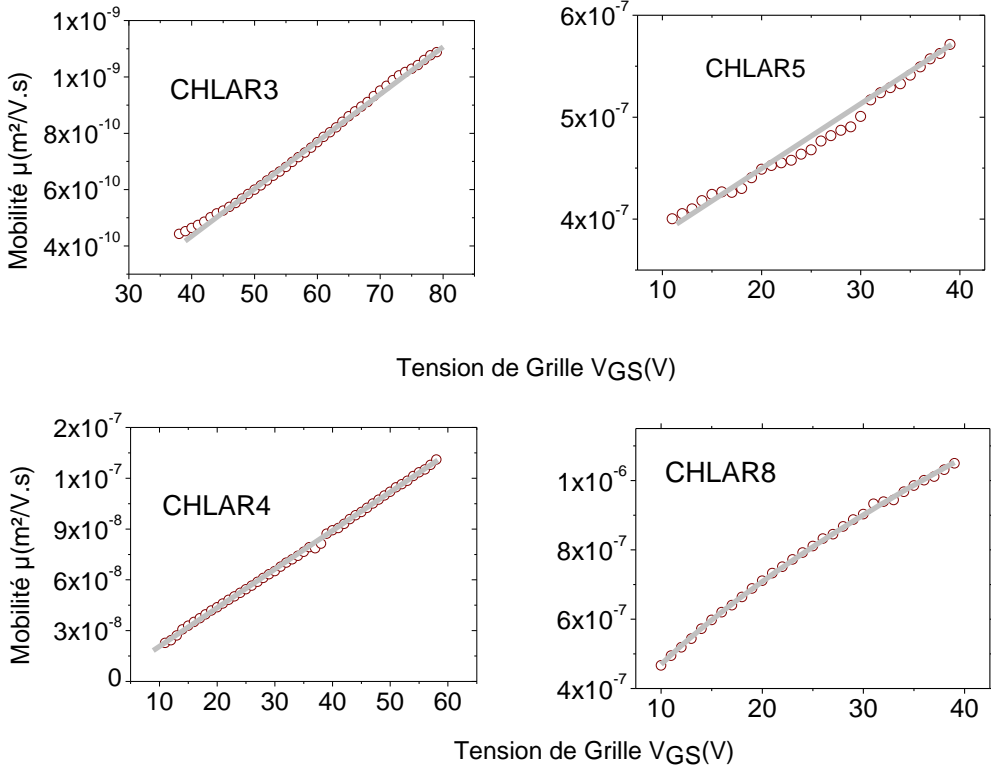 1x10-9
1x10-9
8x10-10
6x10-10
4x10-10
CHLAR3
Mobilité µ(m²/V.s)
30 40 50 60 70 80
6x10-7
5x10-7
4x10-7
CHLAR5
10 20 30 40
Tension de Grille VGS(V)
2x10-7
1x10-7
9x10-8
6x10-8
3x10-8
0
CHLAR4
Mobilité µ(m²/V.s)
10 20 30 40 50 60
1x10-6
8x10-7
6x10-7
4x10-7
CHLAR8
10 20 30 40
Tension de Grille VGS(V)